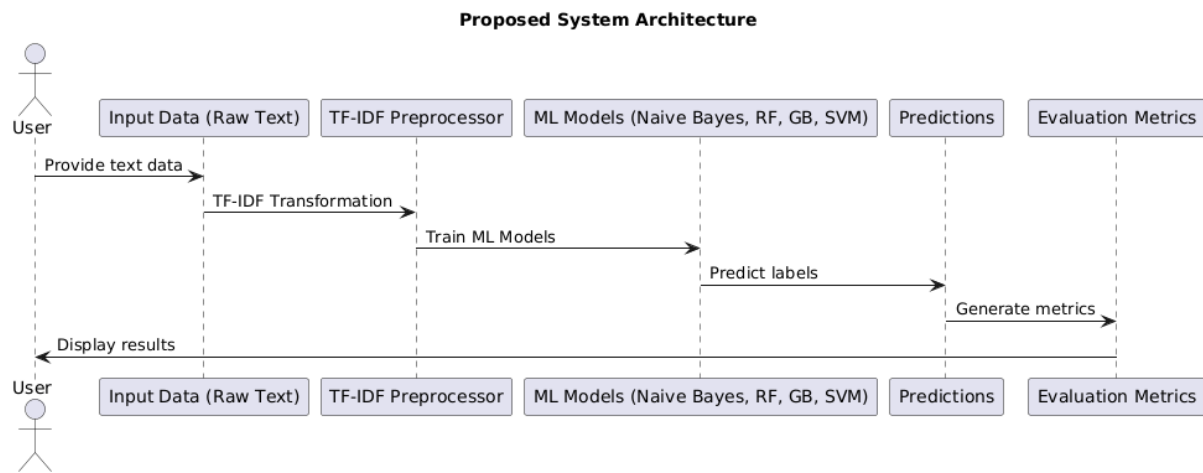 Proposed System Architecture
User
Input Data (Raw Text)
TF-IDF Preprocessor
ML Models (Naive Bayes, RF, GB, SVM)
Predictions
Evaluation Metrics
Provide text data
TF-IDF Transformation
Train ML Models
Predict labels
Generate metrics
Display results
User
Input Data (Raw Text)
TF-IDF Preprocessor
ML Models (Naive Bayes, RF, GB, SVM)
Predictions
Evaluation Metrics